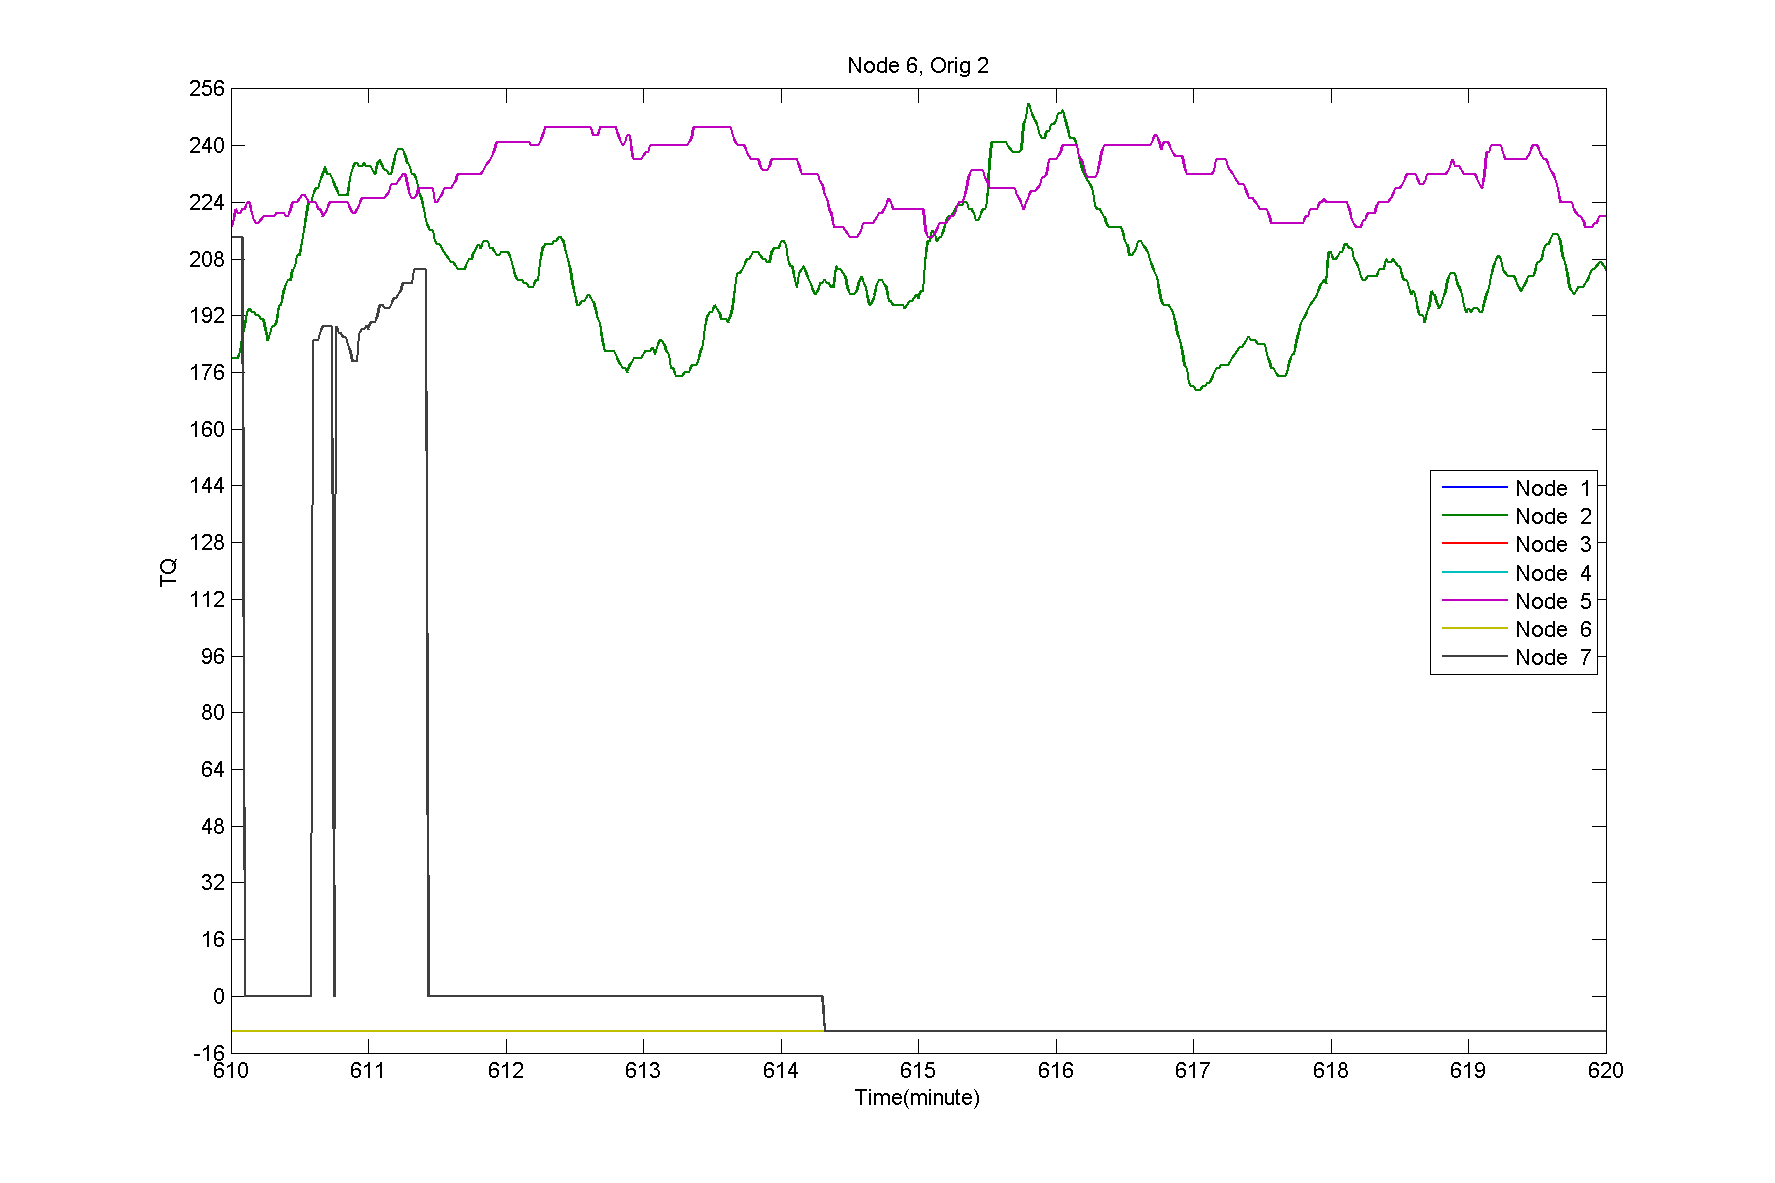 Node 6, Orig 2
256
240
224
208
192
176
160
144
128
112
96
80
64
48
32
16
0
-16
TQ
Node 1
Node 2
Node 3
Node 4
Node 5
Node 6
Node 7
610 611 612 613 614 615 616 617 618 619 620
Time(minute)